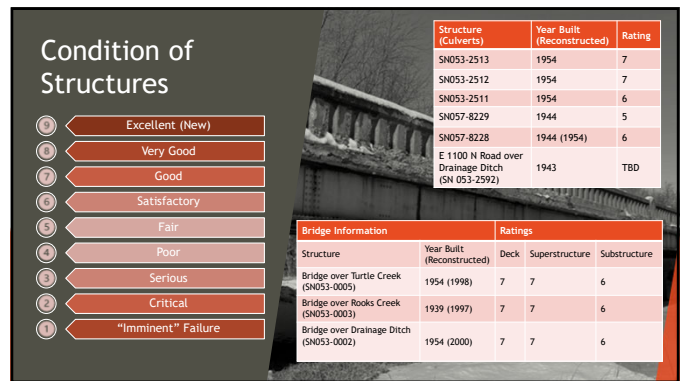 Condition of
Structures
9 Excellent (New)
8 Very Good
7 Good
6 Satisfactory
5 Fair
4 Poor
3 Serious
2 Critical
1 “Imminent” Failure
Structure Year Built Rating
(Culverts) (Reconstructed)
SN053-2513 1954 7
SN053-2512 1954 7
SN053-2511 1954 6
SN057-8229 1944 5
SN057-8228 1944 (1954) 6
E 1100 N Road over
Drainage Ditch 1943 TBD
(SN 053-2592)
Bridge Information Ratings
Structure Year Built Deck Superstructure Substructure
(Reconstructed)
Bridge over Turtle Creek 1954 (1998) 7 7 6
(SN053-0005)
Bridge over Rooks Creek 1939 (1997) 7 7 6
(SN053-0003)
Bridge over Drainage Ditch 1954 (2000) 7 7 6
(SN053-0002)